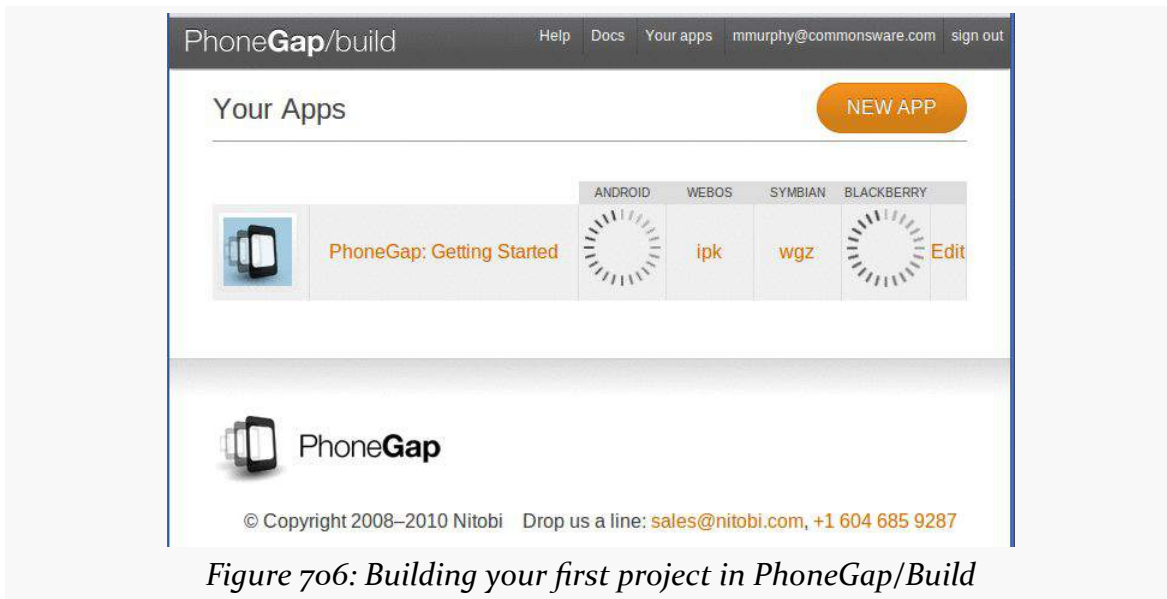 PhoneGap/build Help Docs Your apps mmurphy@commonsware.com sign out
Your Apps NEW APP
ANDROID WEBOS SYMBIAN BLACKBERRY
PhoneGap: Getting Started ipk wgz Edit
PhoneGap
© Copyright 2008–2010 Nitobi Drop us a line: sales@nitobi.com, +1 604 685 9287
Figure 706: Building your first project in PhoneGap/Build